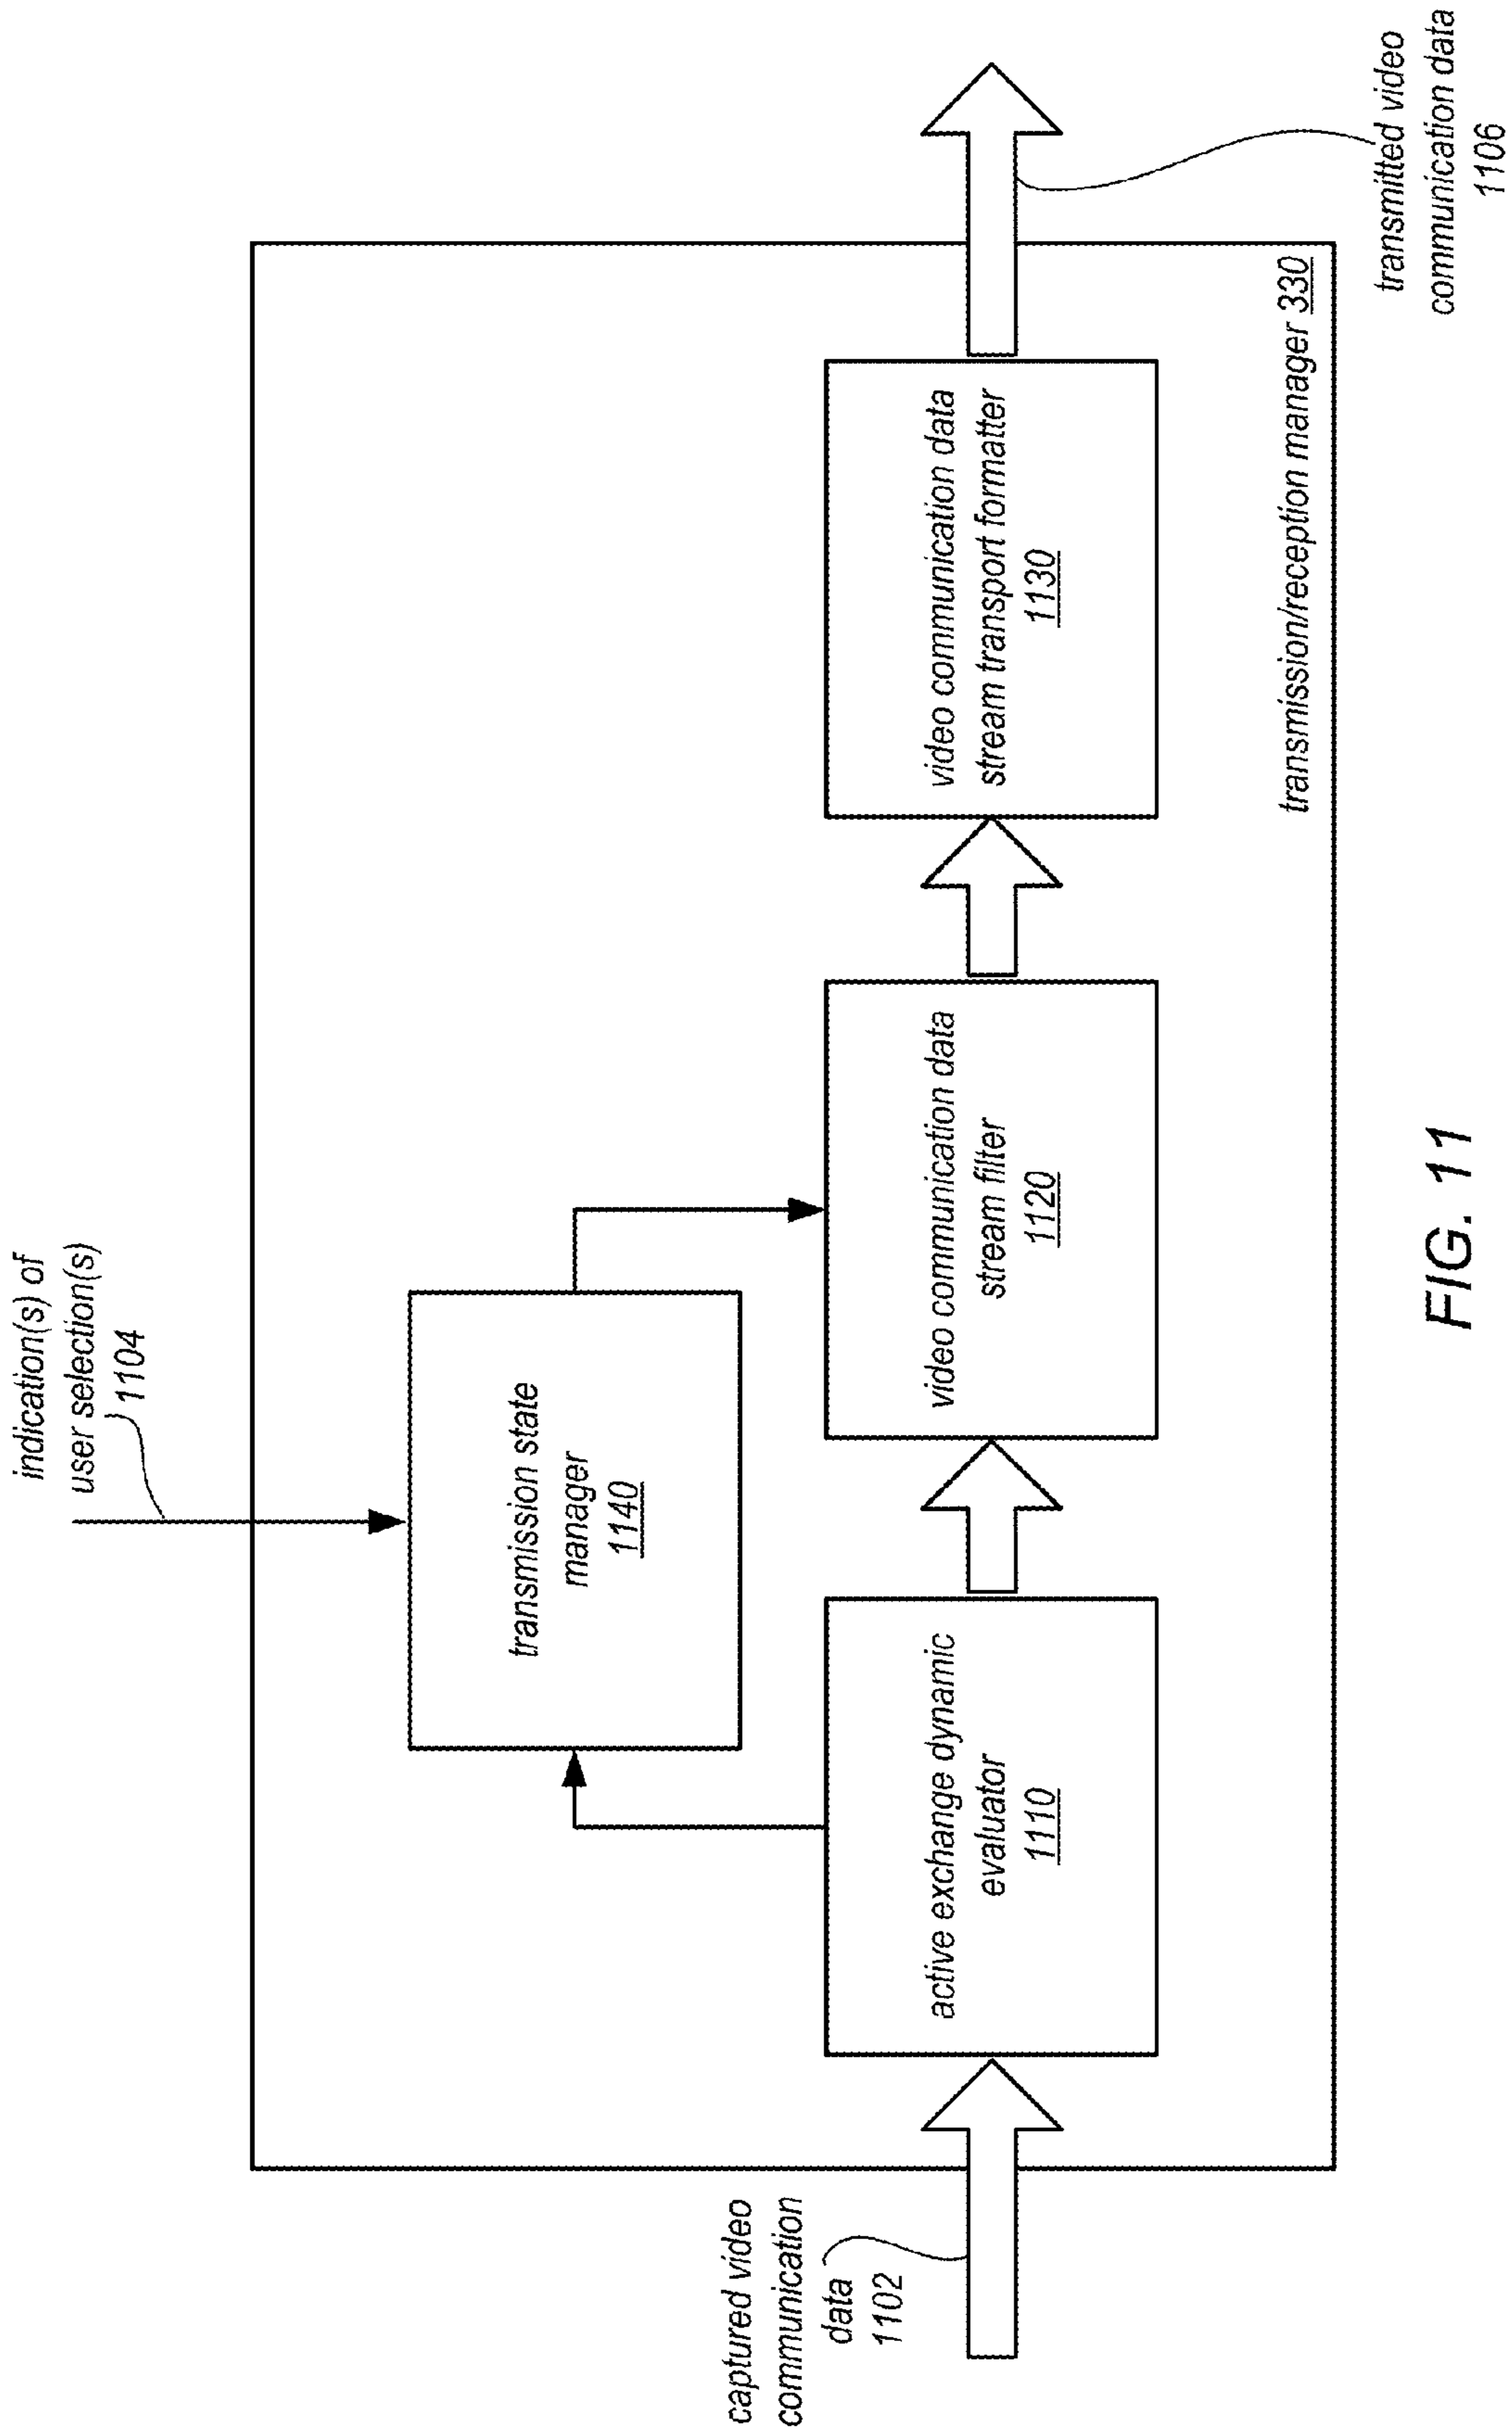 indication(s) of
user selection(s)
1104
transmission state
manager
1140
captured video
communication
data
1102
active exchange dynamic
evaluator
1110
video communication data
stream filter
1120
video communication data
stream transport formatter
1130
transmission/reception manager 330
transmitted video
communication data
1106
FIG. 11